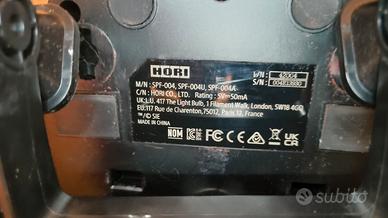 HORI
M/N : SPF-004, SPF-004U, SPF-004A
C/N : HORI CO., LTD. Rating : 5V⎓50mA
UK:L.U. 417 The Light Bulb, 1 Filament Walk, London, SW18 4GQ
EU:117 Rue de Charenton,75012, Paris 12, France
™/© SIE
MADE IN CHINA
W/N :
S/N :
NOM
FC
CE
UK
CA
subito